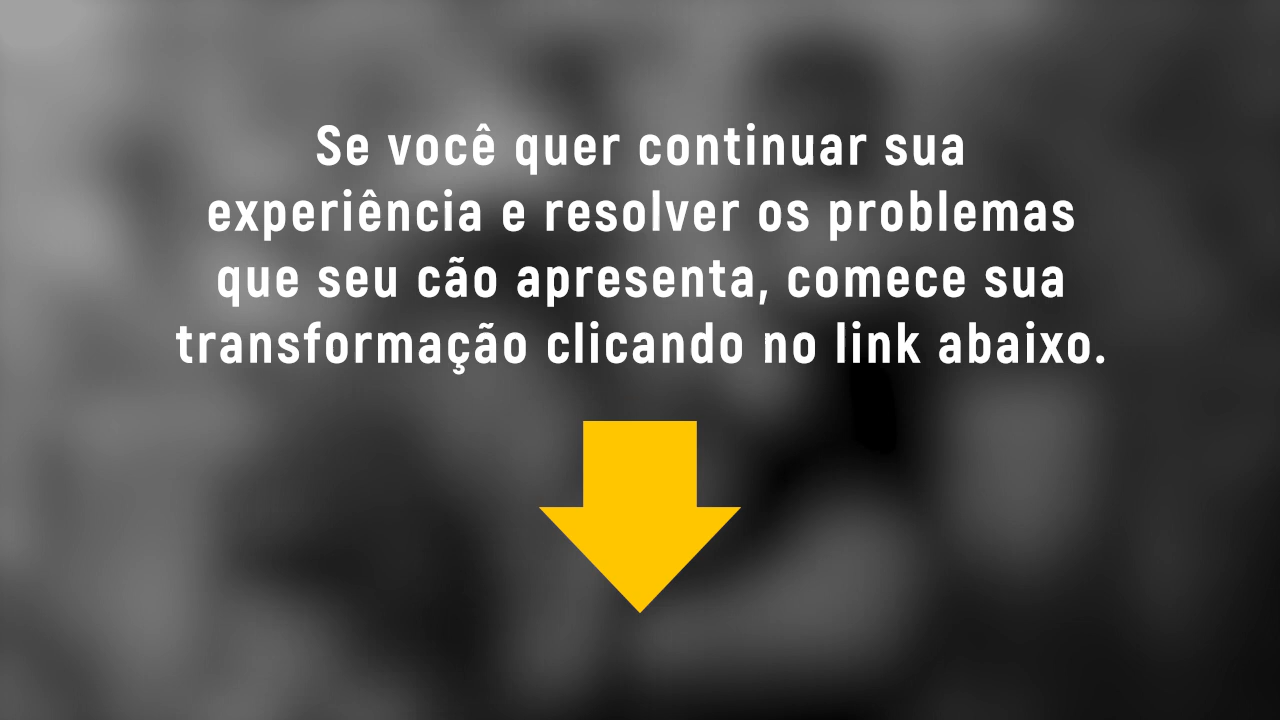 Se você quer continuar sua
experiência e resolver os problemas
que seu cão apresenta, comece sua
transformação clicando no link abaixo.